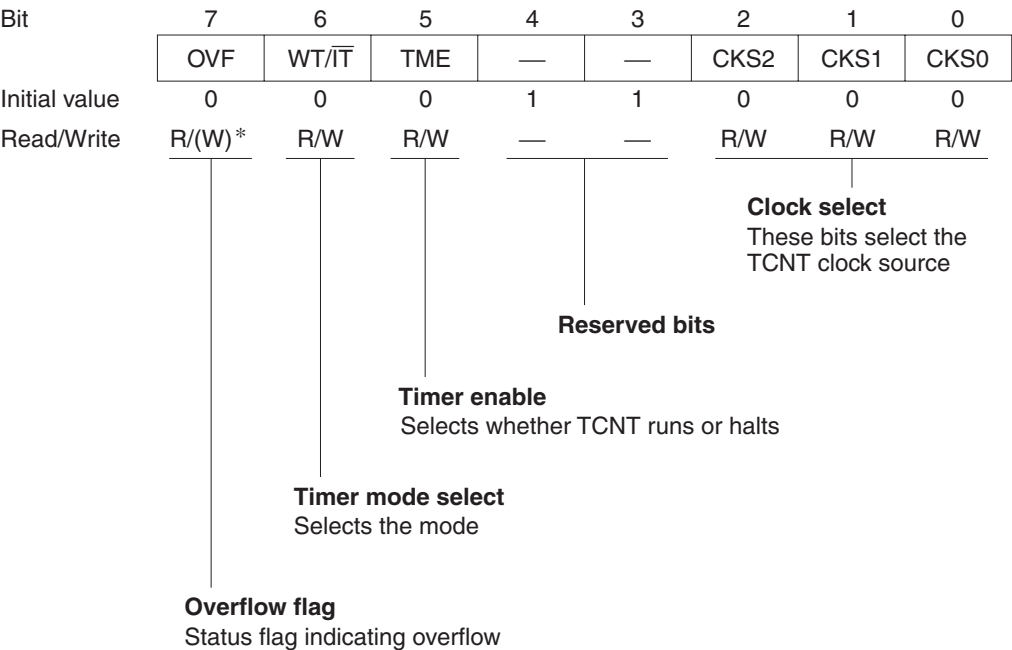 Bit 7 6 5 4 3 2 1 0
OVF WT/I̅T̅ TME — — CKS2 CKS1 CKS0
Initial value 0 0 0 1 1 0 0 0
Read/Write R/(W)* R/W R/W — — R/W R/W R/W
Clock select
These bits select the
TCNT clock source
Reserved bits
Timer enable
Selects whether TCNT runs or halts
Timer mode select
Selects the mode
Overflow flag
Status flag indicating overflow